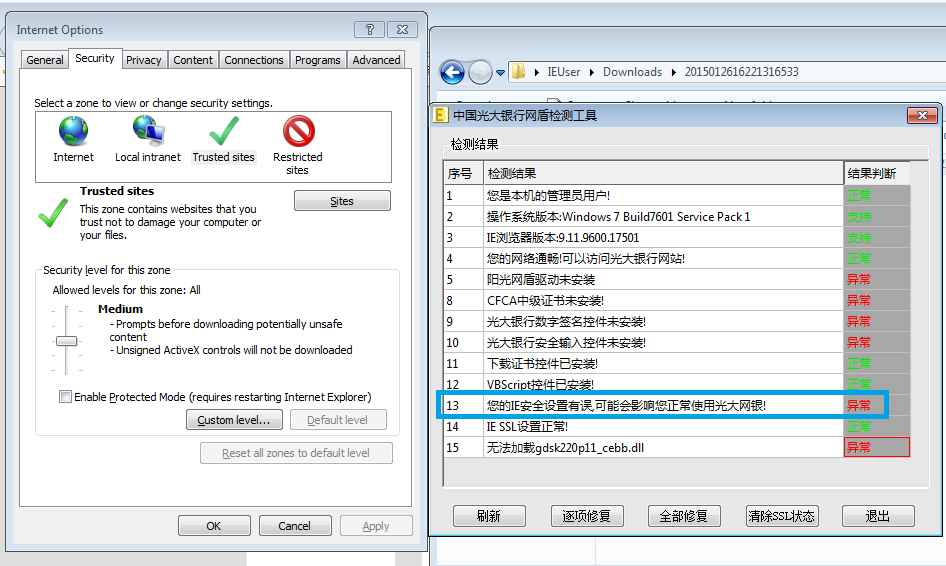 Internet Options
General
Security
Privacy
Content
Connections
Programs
Advanced
Select a zone to view or change security settings.
Internet
Local intranet
Trusted sites
Restricted
sites
Trusted sites
This zone contains websites that you
trust not to damage your computer or
your files.
Sites
Security level for this zone
Allowed levels for this zone: All
Medium
- Prompts before downloading potentially unsafe
content
- Unsigned ActiveX controls will not be downloaded
Enable Protected Mode (requires restarting Internet Explorer)
Custom level...
Default level
Reset all zones to default level
OK
Cancel
Apply
IEUser
Downloads
2015012616221316533
中国光大银行网盾检测工具
检测结果
序号 检测结果 结果判断
1 您是本机的管理员用户! 正常
2 操作系统版本:Windows 7 Build7601 Service Pack 1 支持
3 IE浏览器版本:9.11.9600.17501 支持
4 您的网络通畅!可以访问光大银行网站! 正常
5 阳光网盾驱动未安装 异常
8 CFCA中级证书未安装! 异常
9 光大银行数字签名控件未安装! 异常
10 光大银行安全输入控件未安装! 异常
11 下载证书控件已安装! 正常
12 VBScript控件已安装! 正常
13 您的IE安全设置有误,可能会影响您正常使用光大网银! 异常
14 IE SSL设置正常! 正常
15 无法加载gdsk220p11_cebb.dll 异常
刷新
逐项修复
全部修复
清除SSL状态
退出